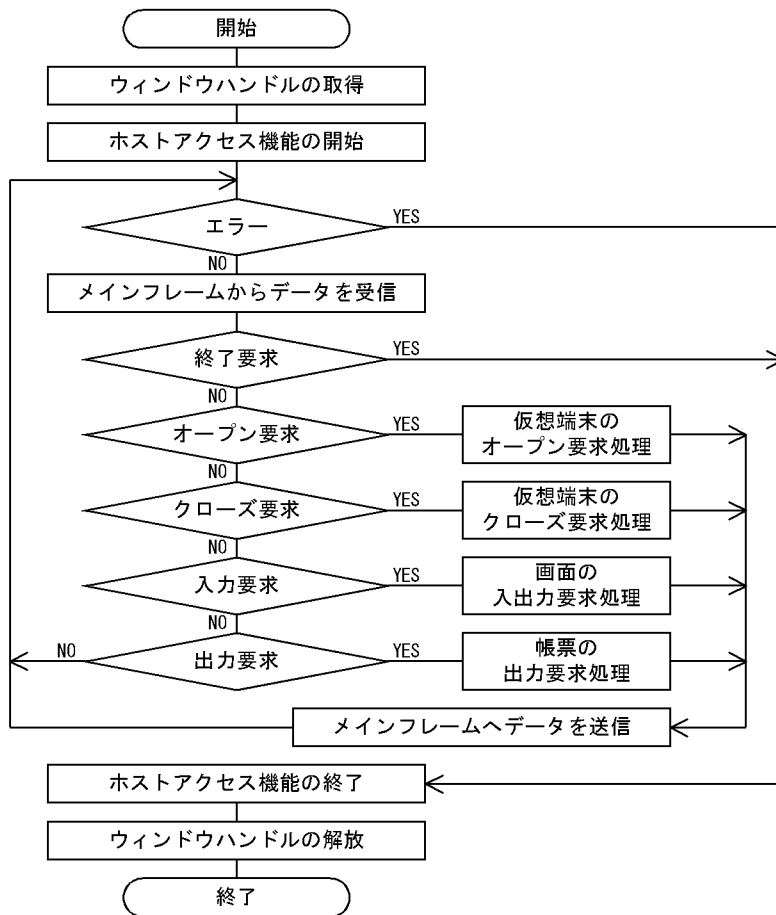 開始
ウィンドウハンドルの取得
ホストアクセス機能の開始
エラー
YES
NO
メインフレームからデータを受信
終了要求
YES
NO
オープン要求
YES
仮想端末の
オープン要求処理
NO
クローズ要求
YES
仮想端末の
クローズ要求処理
NO
入力要求
YES
画面の
入出力要求処理
NO
NO
出力要求
YES
帳票の
出力要求処理
メインフレームへデータを送信
ホストアクセス機能の終了
ウィンドウハンドルの解放
終了